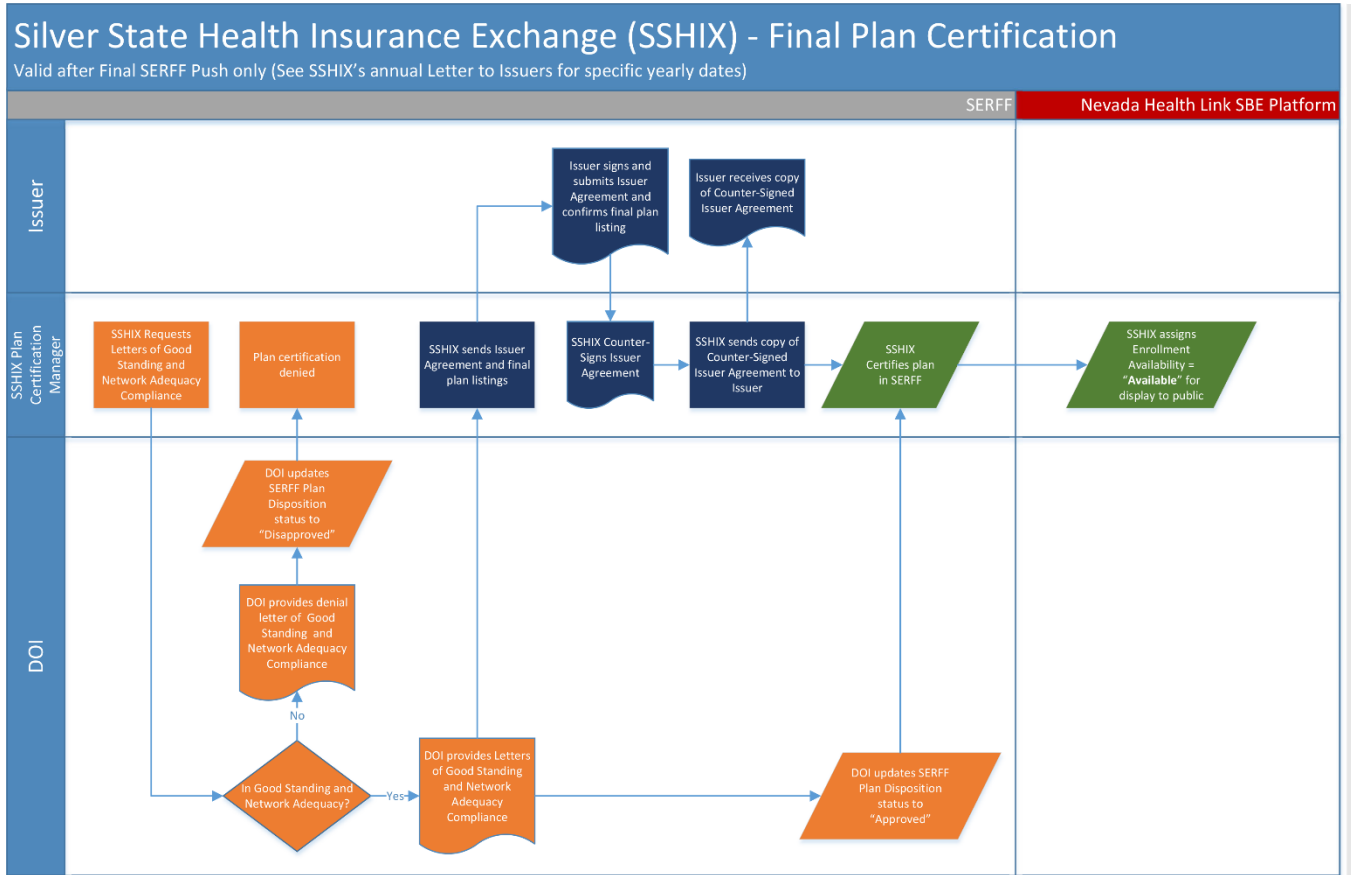 Silver State Health Insurance Exchange (SSHIX) - Final Plan Certification
Valid after Final SERFF Push only (See SSHIX's annual Letter to Issuers for specific yearly dates)
SERFF
Nevada Health Link SBE Platform
Issuer
Issuer signs and
submits Issuer
Agreement and
confirms final plan
listing
Issuer receives copy
of Counter-Signed
Issuer Agreement
SSHIX Plan
Certification
Manager
SSHIX Requests
Letters of Good
Standing and
Network Adequacy
Compliance
Plan certification
denied
SSHIX sends Issuer
Agreement and final
plan listings
SSHIX Counter-
Signs Issuer
Agreement
SSHIX sends copy of
Counter-Signed
Issuer Agreement to
Issuer
SSHIX
Certifies plan
in SERFF
SSHIX assigns
Enrollment
Availability =
"Available" for
display to public
DOI
DOI updates
SERFF Plan
Disposition
status to
"Disapproved"
DOI provides denial
letter of Good
Standing and
Network Adequacy
Compliance
No
In Good Standing and
Network Adequacy?
Yes
DOI provides Letters
of Good Standing
and Network
Adequacy
Compliance
DOI updates SERFF
Plan Disposition
status to
"Approved"